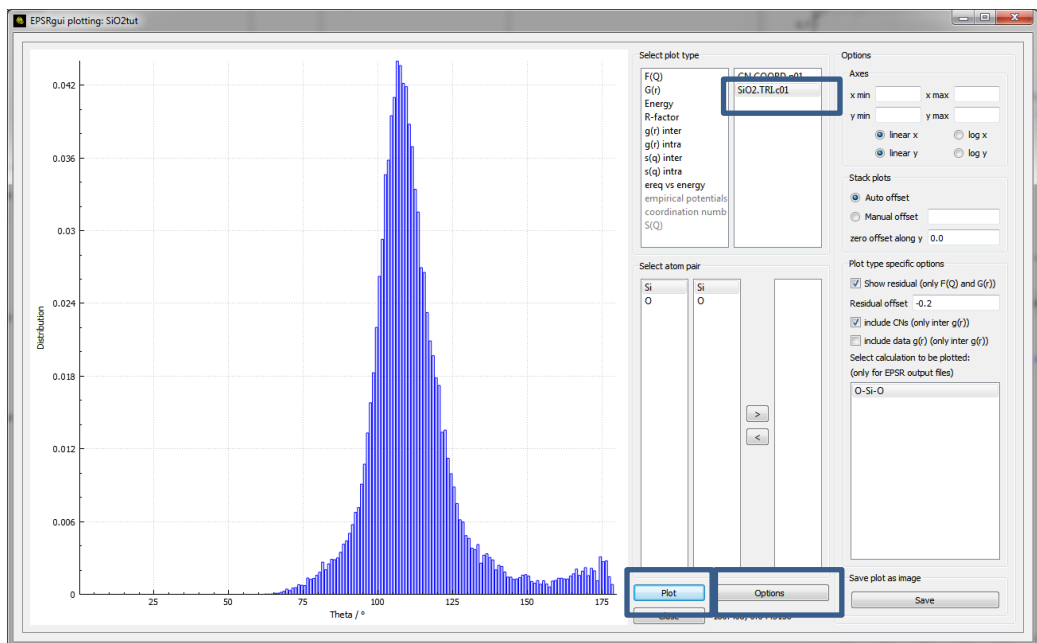 EPSRgui plotting: SiO2tut
Select plot type
F(Q)
G(r)
Energy
R-factor
g(r) inter
g(r) intra
s(q) inter
s(q) intra
ereq vs energy
empirical potentials
coordination numb
S(Q)
SiO2.TRI.c01
Select atom pair
Si
O
Si
O
>
<
Plot
Options
Options
Axes
x min
x max
y min
y max
linear x
log x
linear y
log y
Stack plots
Auto offset
Manual offset
zero offset along y 0.0
Plot type specific options
Show residual (only F(Q) and G(r))
Residual offset -0.2
include CNs (only inter g(r))
include data g(r) (only inter g(r))
Select calculation to be plotted:
(only for EPSR output files)
O-Si-O
Save plot as image
Save
Distribution
0.042
0.036
0.03
0.024
0.018
0.012
0.006
0
25 50 75 100 125 150 175
Theta / °